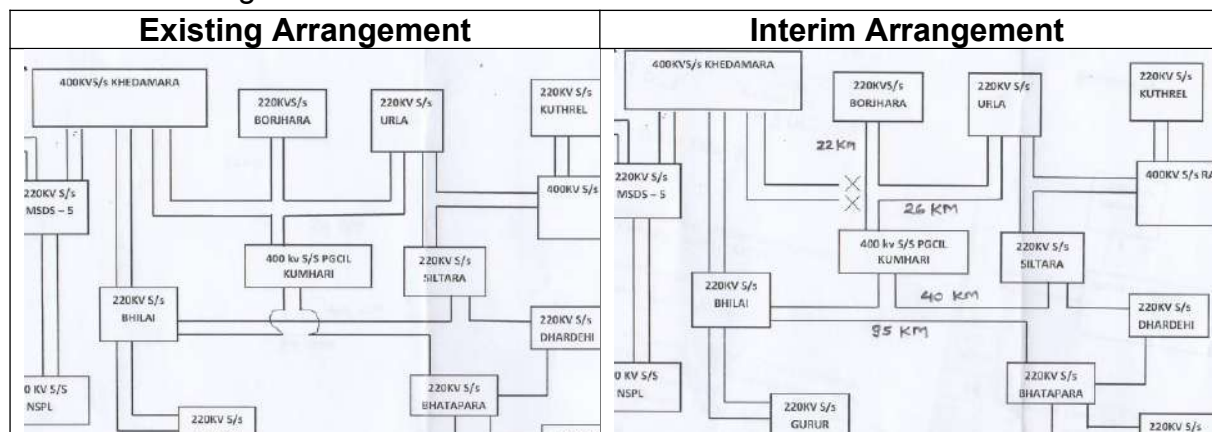 Existing Arrangement
400KVS/s KHEDAMARA
220KVS/s
BORJHARA
220KV S/s
URLA
220KV S/s
KUTHREL
220KV S/s
MSDS – 5
400KV S/s
400 kv S/S PGCIL
KUMHARI
220KV S/s
SILTARA
220KV S/s
BHILAI
220KV S/s
DHARDEHI
0 KV S/S
NSPL
220KV S/s
220KV S/s
BHATAPARA
Interim Arrangement
400KVS/s KHEDAMARA
220KV S/s
BORJHARA
220KV S/s
URLA
220KV S/s
KUTHREL
22 KM
220KV S/s
MSDS – 5
400KV S/s RA
26 KM
400 kv S/S PGCIL
KUMHARI
220KV S/s
SILTARA
220KV S/s
BHILAI
40 KM
95 KM
220KV S/s
DHARDEHI
0 KV S/S
NSPL
220KV S/s
GURUR
220KV S/s
BHATAPARA
220KV S/s